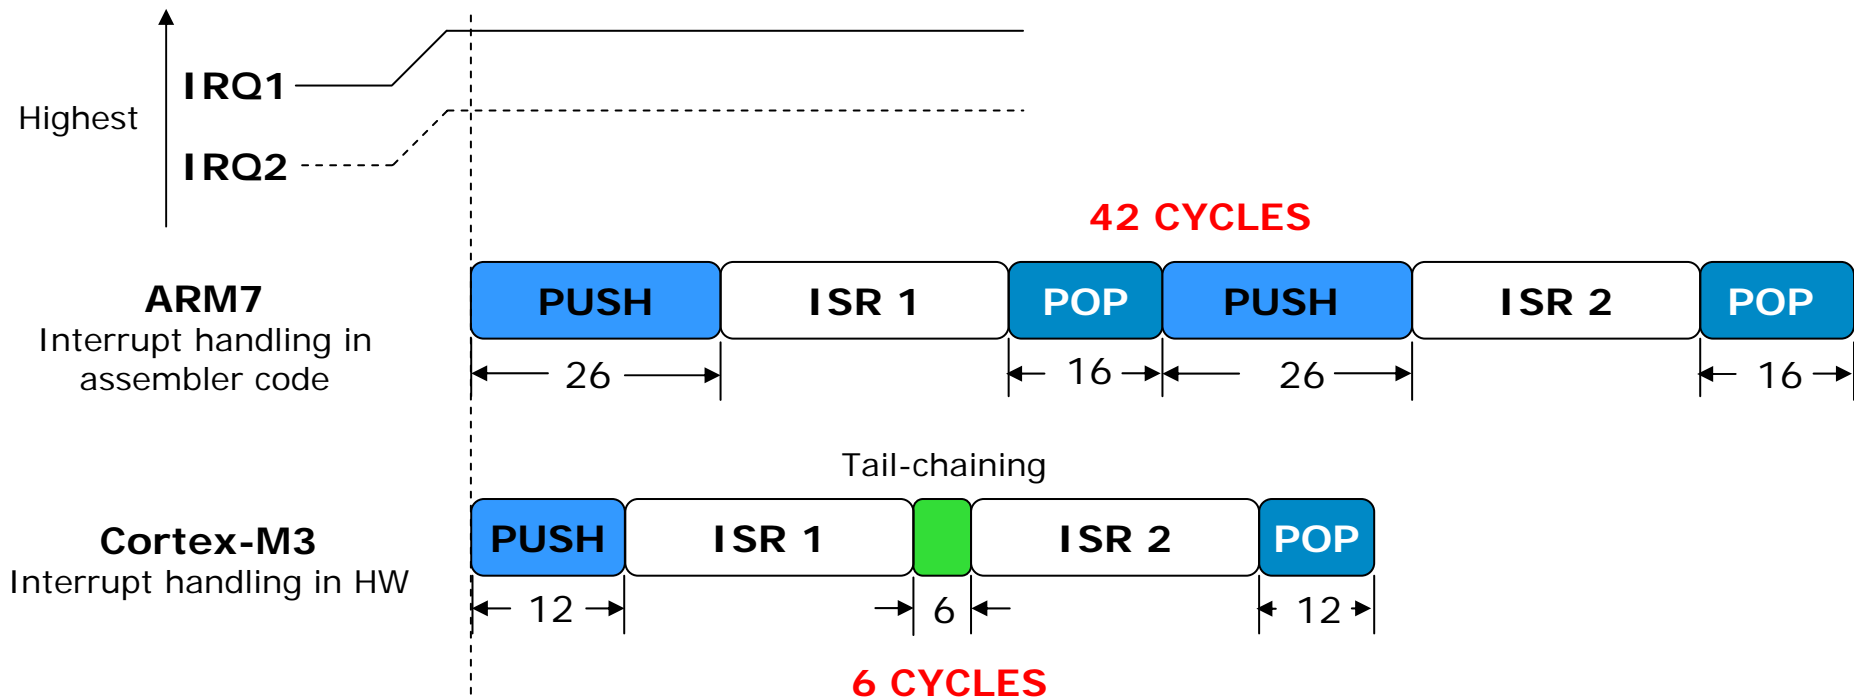 Highest
IRQ1
IRQ2
42 CYCLES
ARM7
Interrupt handling in
assembler code
PUSH
ISR 1
POP
PUSH
ISR 2
POP
26
16
26
16
Tail-chaining
Cortex-M3
Interrupt handling in HW
PUSH
ISR 1
ISR 2
POP
12
6
12
6 CYCLES